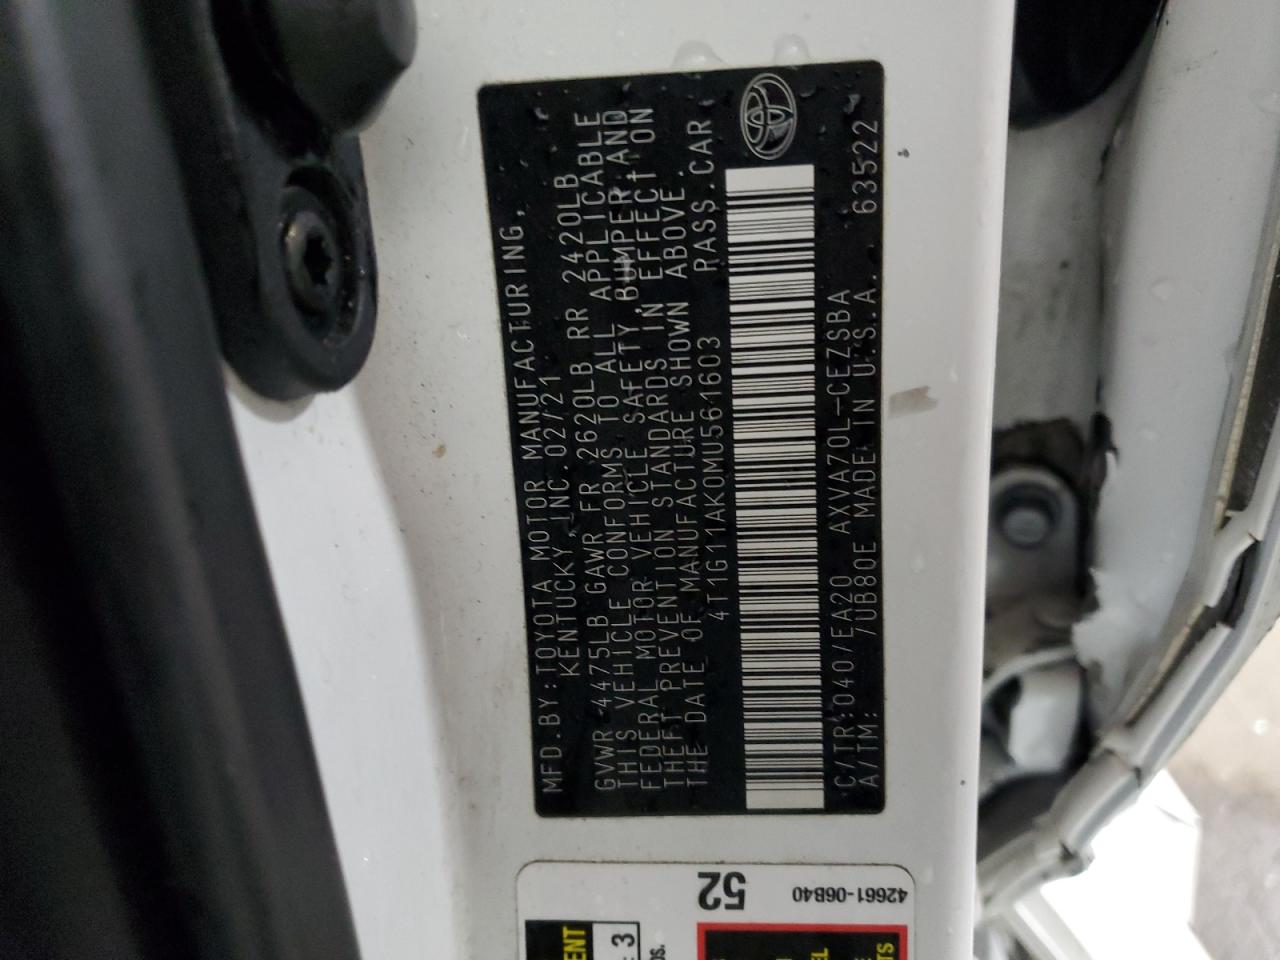 MFD.BY:TOYOTA MOTOR MANUFACTURING,
KENTUCKY,INC.02/21
GVWR 4475LB GAWR FR 2620LB RR 2420LB
THIS VEHICLE CONFORMS TO ALL APPLICABLE
FEDERAL MOTOR VEHICLE SAFETY,BUMPER,AND
THEFT PREVENTION STANDARDS IN EFFECT ON
THE DATE OF MANUFACTURE SHOWN ABOVE.
4T1G11AK0MU561603 PASS.CAR
C/TR:040/EA20 AXVA70L-CEZSBA 63522
A/TM: /UB80E MADE IN U.S.A.
52
42661-06B40
3